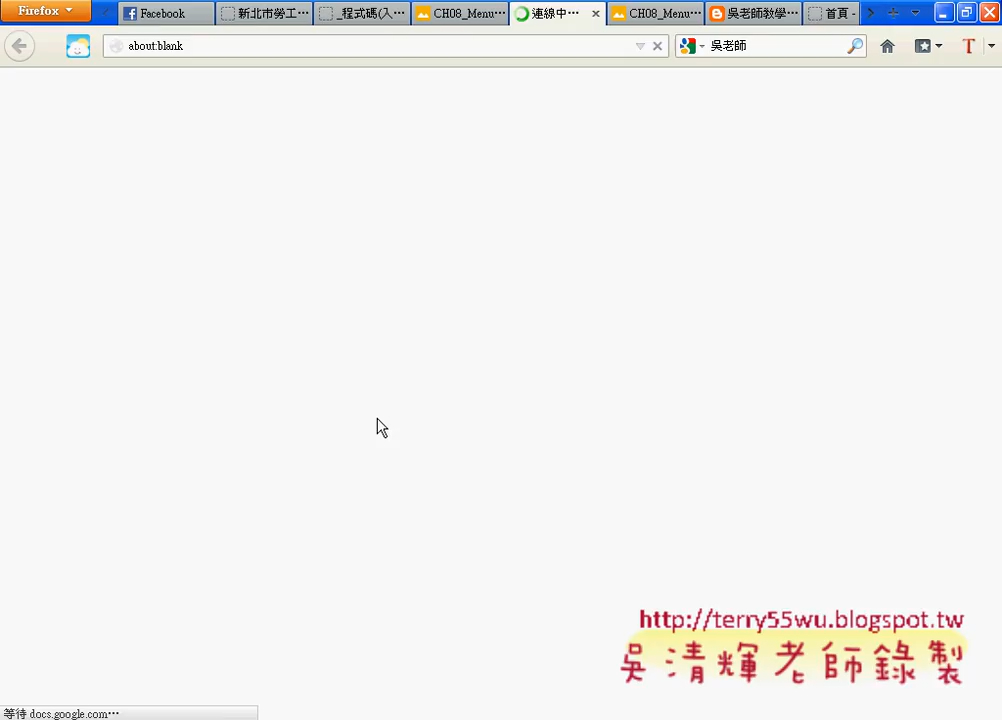 Firefox
Facebook
新北市勞工…
_程式碼(入…
CH08_Menu…
連線中…
CH08_Menu…
吳老師教學…
首頁 -
about:blank
吳老師
http://terry55wu.blogspot.tw
吳清輝老師錄製
等待 docs.google.com…